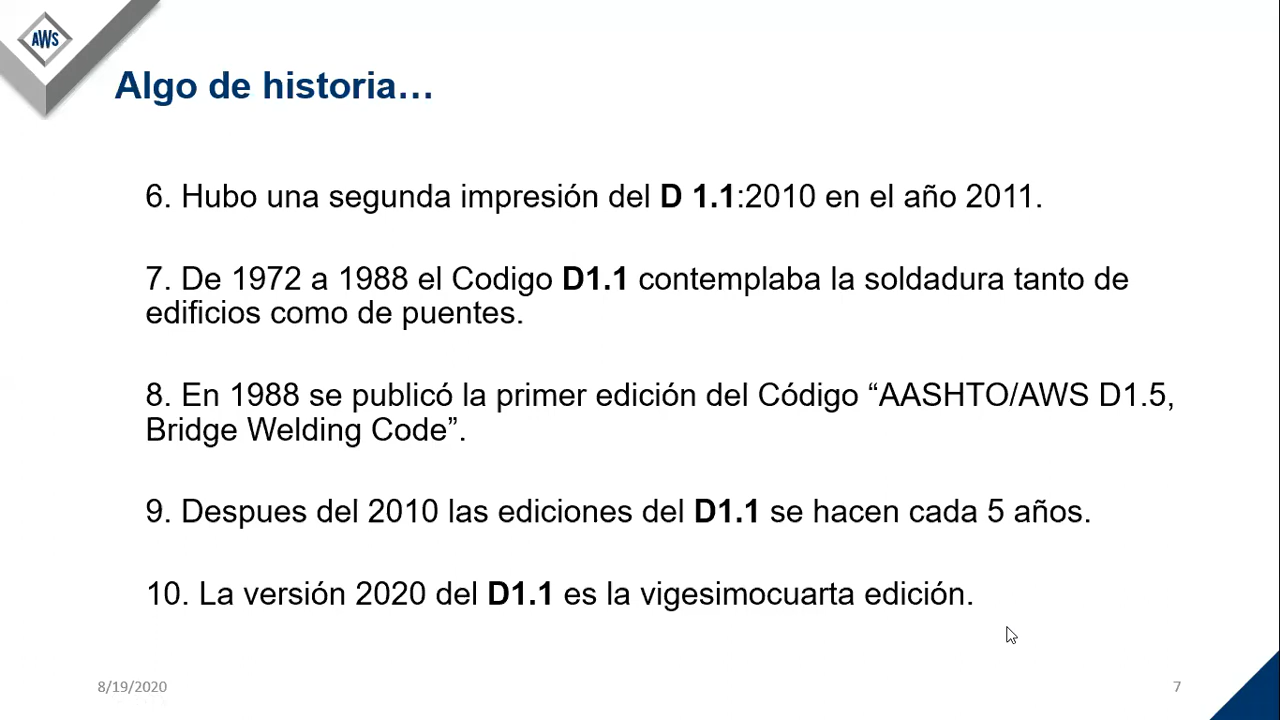 AWS
Algo de historia…
6. Hubo una segunda impresión del D 1.1:2010 en el año 2011.
7. De 1972 a 1988 el Codigo D1.1 contemplaba la soldadura tanto de
edificios como de puentes.
8. En 1988 se publicó la primer edición del Código “AASHTO/AWS D1.5,
Bridge Welding Code”.
9. Despues del 2010 las ediciones del D1.1 se hacen cada 5 años.
10. La versión 2020 del D1.1 es la vigesimocuarta edición.
8/19/2020
7